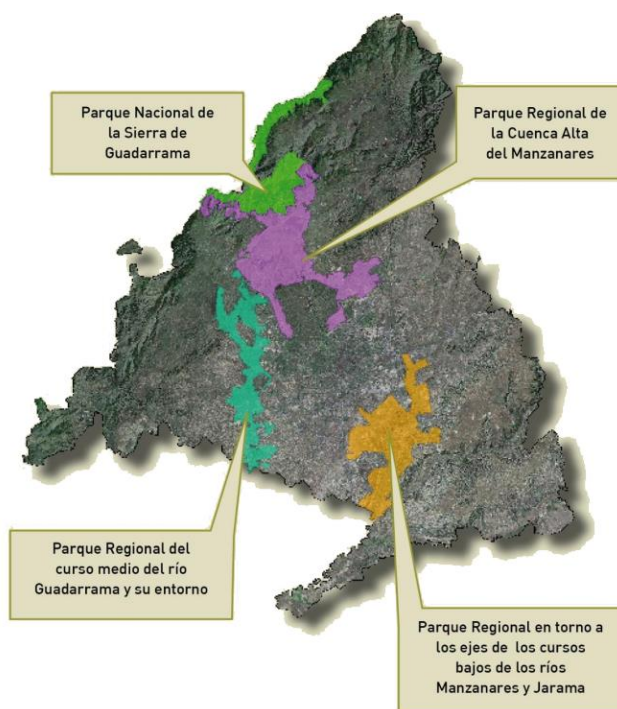 Parque Nacional de
la Sierra de
Guadarrama
Parque Regional de
la Cuenca Alta
del Manzanares
Parque Regional del
curso medio del río
Guadarrama y su entorno
Parque Regional en torno a
los ejes de los cursos
bajos de los ríos
Manzanares y Jarama